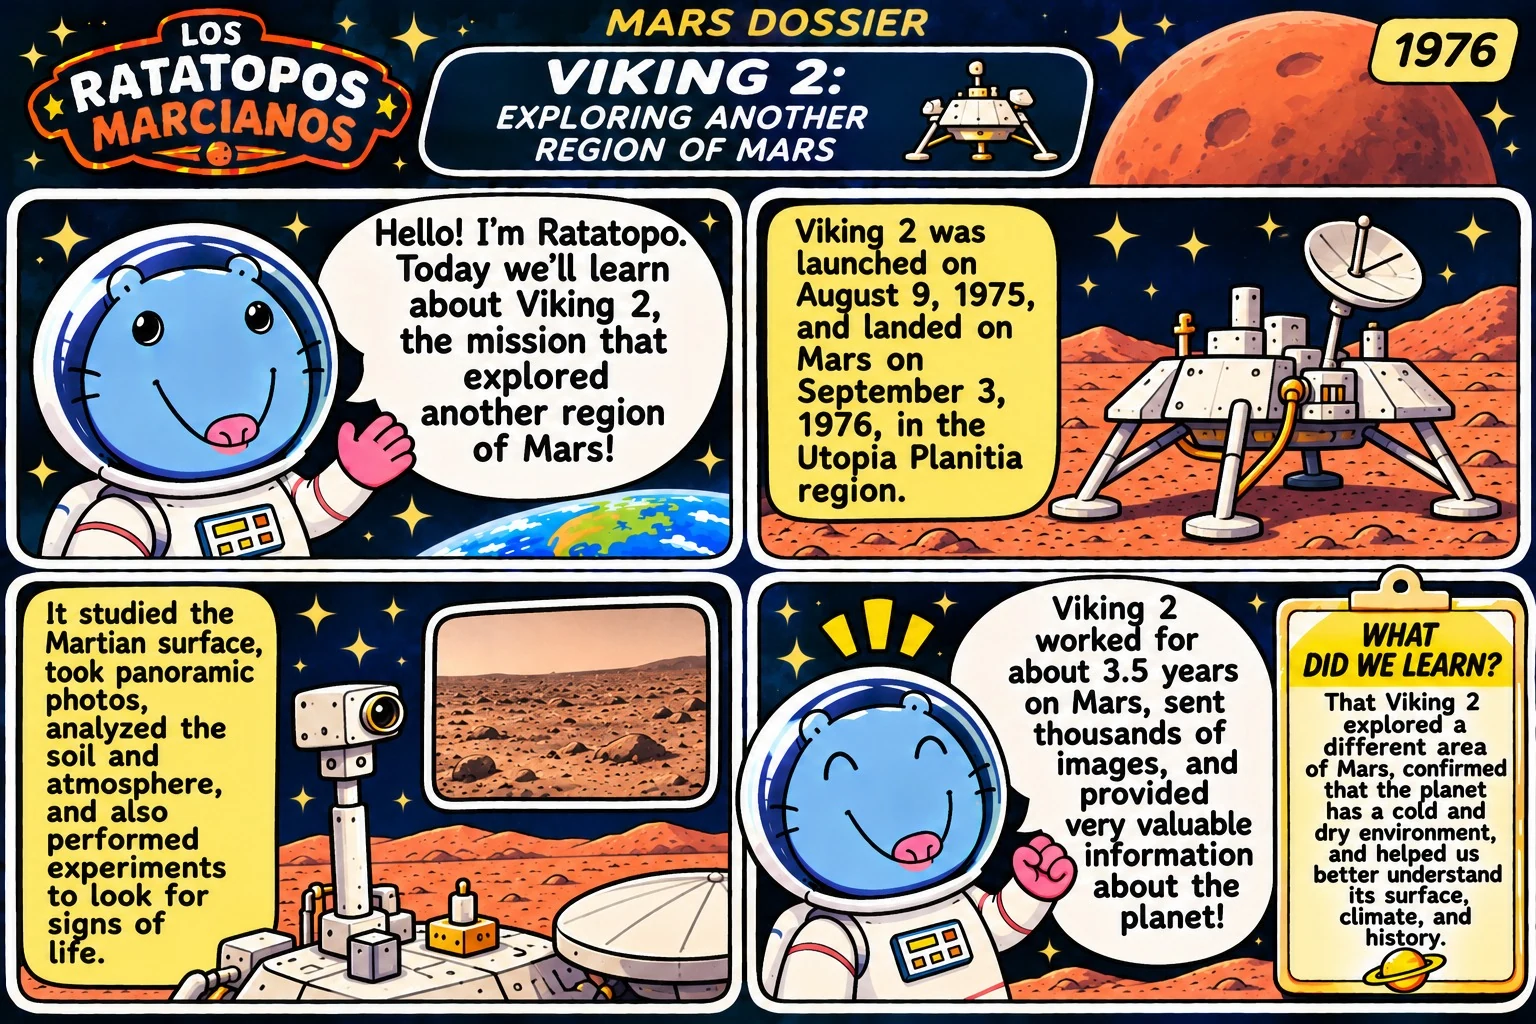 LOS
RATATOPOS
MARCIANOS
MARS DOSSIER
VIKING 2:
EXPLORING ANOTHER
REGION OF MARS
1976
Hello! I'm Ratatopo.
Today we'll learn
about Viking 2,
the mission that
explored
another region
of Mars!
Viking 2 was
launched on
August 9, 1975,
and landed on
Mars on
September 3,
1976, in the
Utopia Planitia
region.
It studied the
Martian surface,
took panoramic
photos,
analyzed the
soil and
atmosphere,
and also
performed
experiments
to look for
signs of
life.
Viking 2
worked for
about 3.5 years
on Mars, sent
thousands of
images, and
provided
very valuable
information
about the
planet!
WHAT
DID WE LEARN?
That Viking 2
explored a
different area
of Mars, confirmed
that the planet
has a cold and
dry environment,
and helped us
better understand
its surface,
climate, and
history.